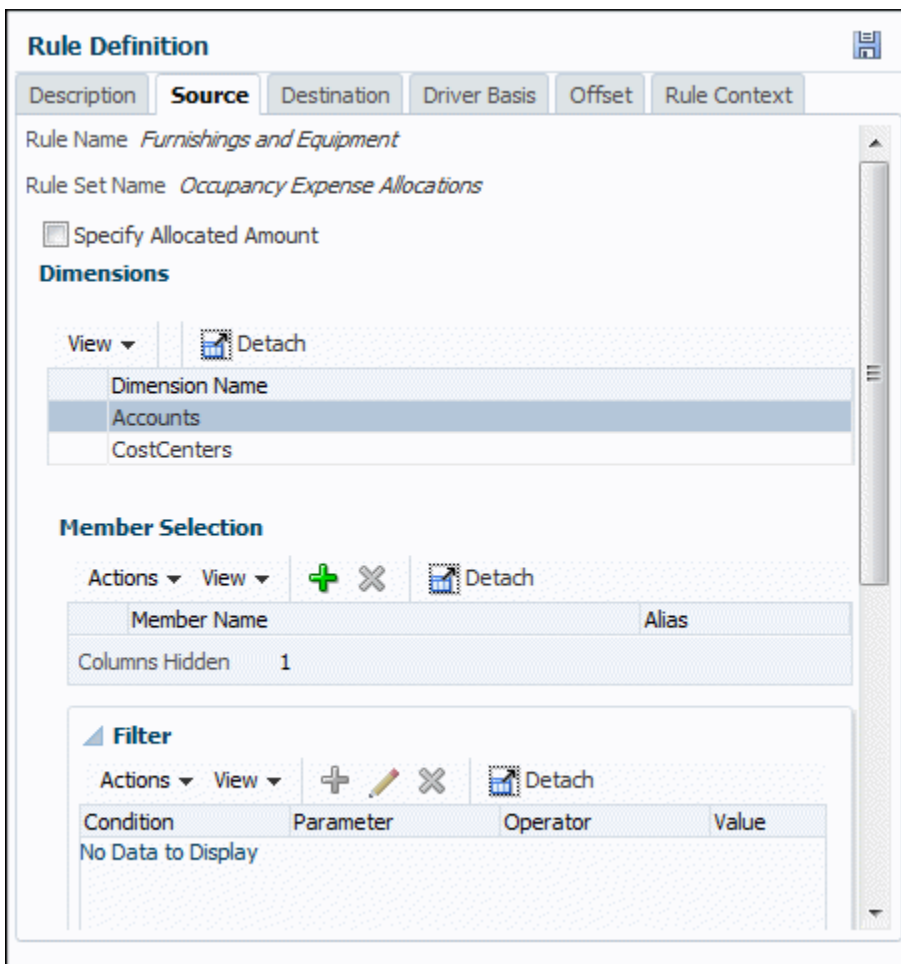 Rule Definition
Description Source Destination Driver Basis Offset Rule Context
Rule Name Furnishings and Equipment
Rule Set Name Occupancy Expense Allocations
Specify Allocated Amount
Dimensions
View Detach
Dimension Name
Accounts
CostCenters
Member Selection
Actions View Detach
Member Name Alias
Columns Hidden 1
Filter
Actions View Detach
Condition Parameter Operator Value
No Data to Display